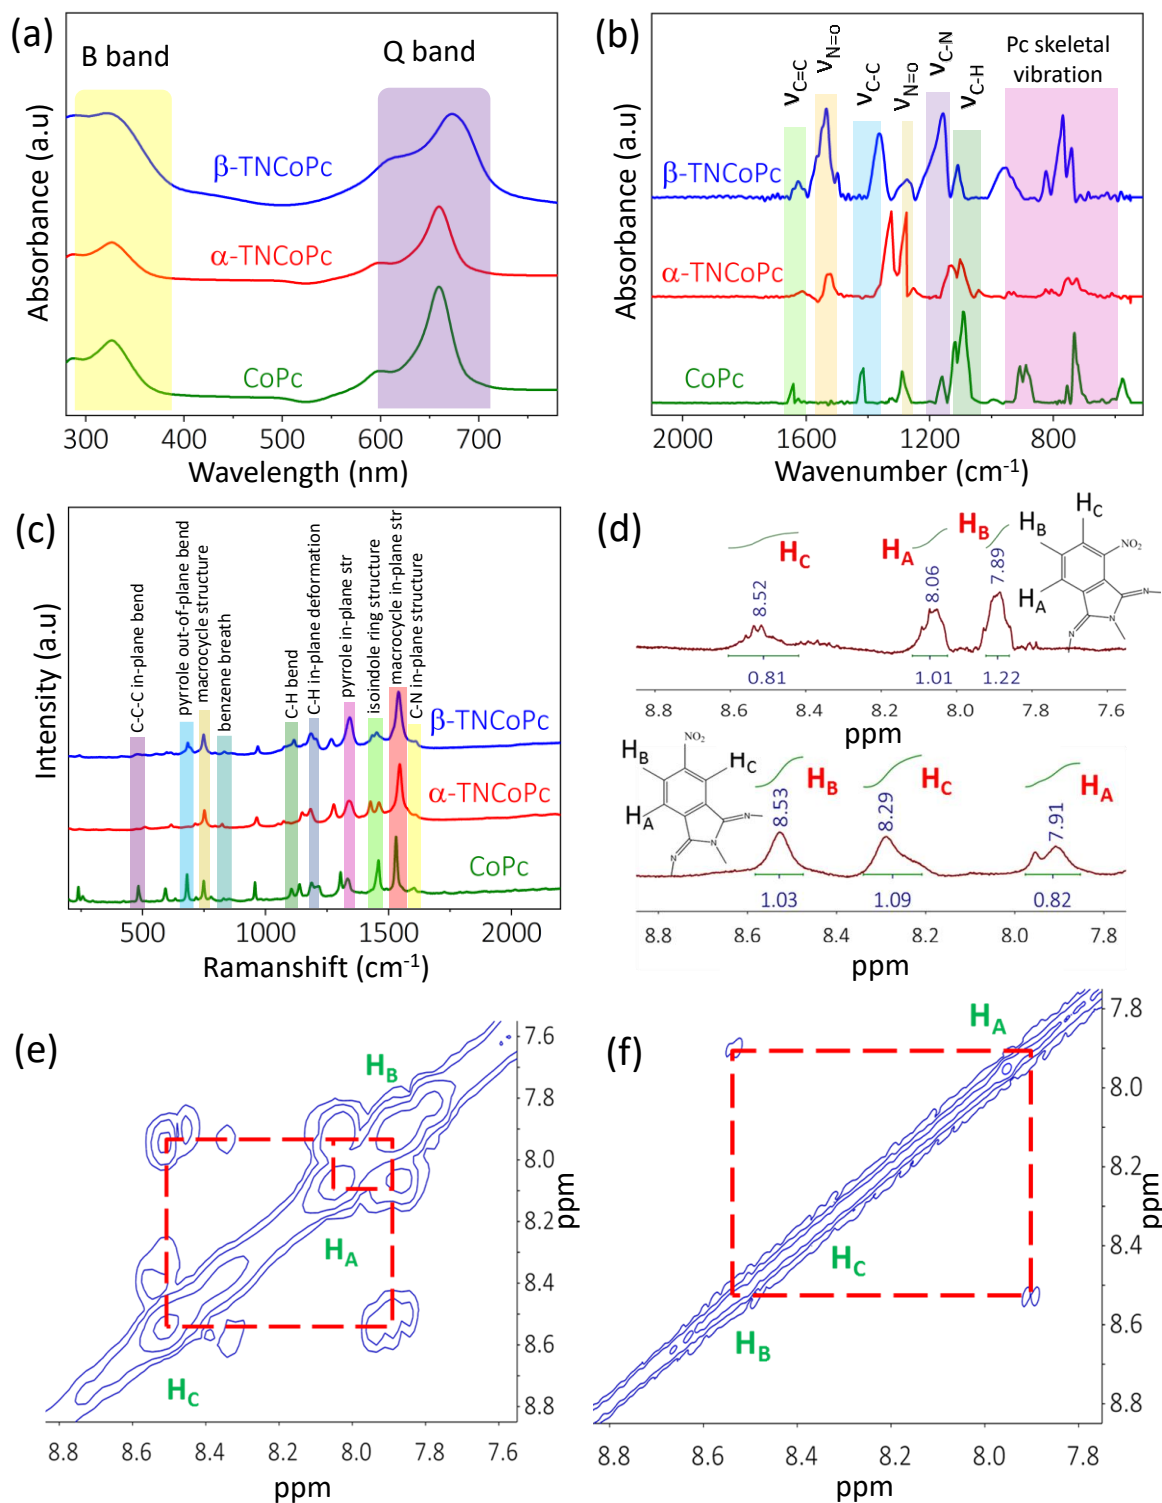 (a)
B band
Q band
β-TNCoPc
α-TNCoPc
CoPc
Absorbance (a.u)
300 400 500 600 700
Wavelength (nm)
(b)
νC=C
νN=o
νC-C
νN=o
νC-N
νC-H
Pc skeletal
vibration
β-TNCoPc
α-TNCoPc
CoPc
Absorbance (a.u)
2000 1600 1200 800
Wavenumber (cm-1)
(c)
C-C-C in-plane bend
pyrrole out-of-plane bend
macrocycle structure
benzene breath
C-H bend
C-H in-plane deformation
pyrrole in-plane str
isoindole ring structure
macrocycle in-plane str
C-N in-plane structure
β-TNCoPc
α-TNCoPc
CoPc
Intensity (a.u)
500 1000 1500 2000
Ramanshift (cm-1)
(d)
HC
HA
HB
8.52
8.06
7.89
0.81
1.01
1.22
HB
HC
HA
NO2
N
N
N
8.8 8.6 8.4 8.2 8.0 7.8 7.6
ppm
HB
HC
HA
NO2
N
N
N
HB
HC
HA
8.53
8.29
7.91
1.03
1.09
0.82
8.8 8.6 8.4 8.2 8.0 7.8
ppm
(e)
HB
HA
HC
7.6
7.8
8.0
8.2
8.4
8.6
8.8
ppm
8.8 8.6 8.4 8.2 8.0 7.8
ppm
(f)
HA
HC
HB
7.8
8.0
8.2
8.4
8.6
8.8
ppm
8.8 8.6 8.4 8.2 8.0 7.8
ppm